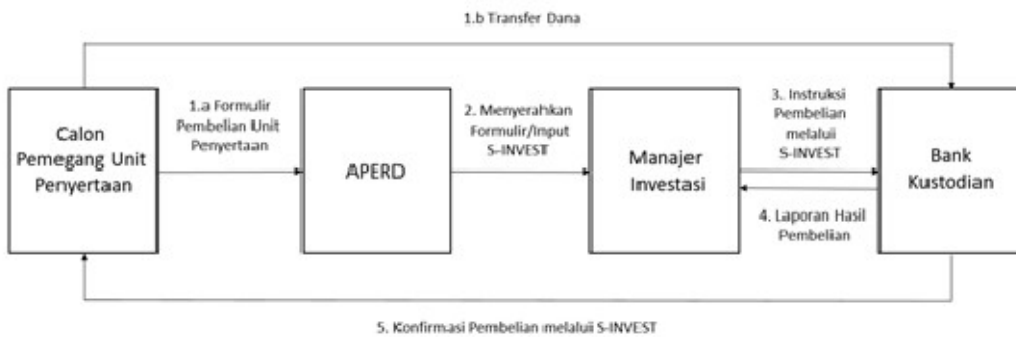 1.b Transfer Dana
Calon
Pemegang Unit
Penyertaan
1.a Formulir
Pembelian Unit
Penyertaan
APERD
2. Menyerahkan
Formulir/Input
S-INVEST
Manajer
Investasi
3. Instruksi
Pembelian
melalui
S-INVEST
4. Laporan Hasil
Pembelian
Bank
Kustodian
5. Konfirmasi Pembelian melalui S-INVEST